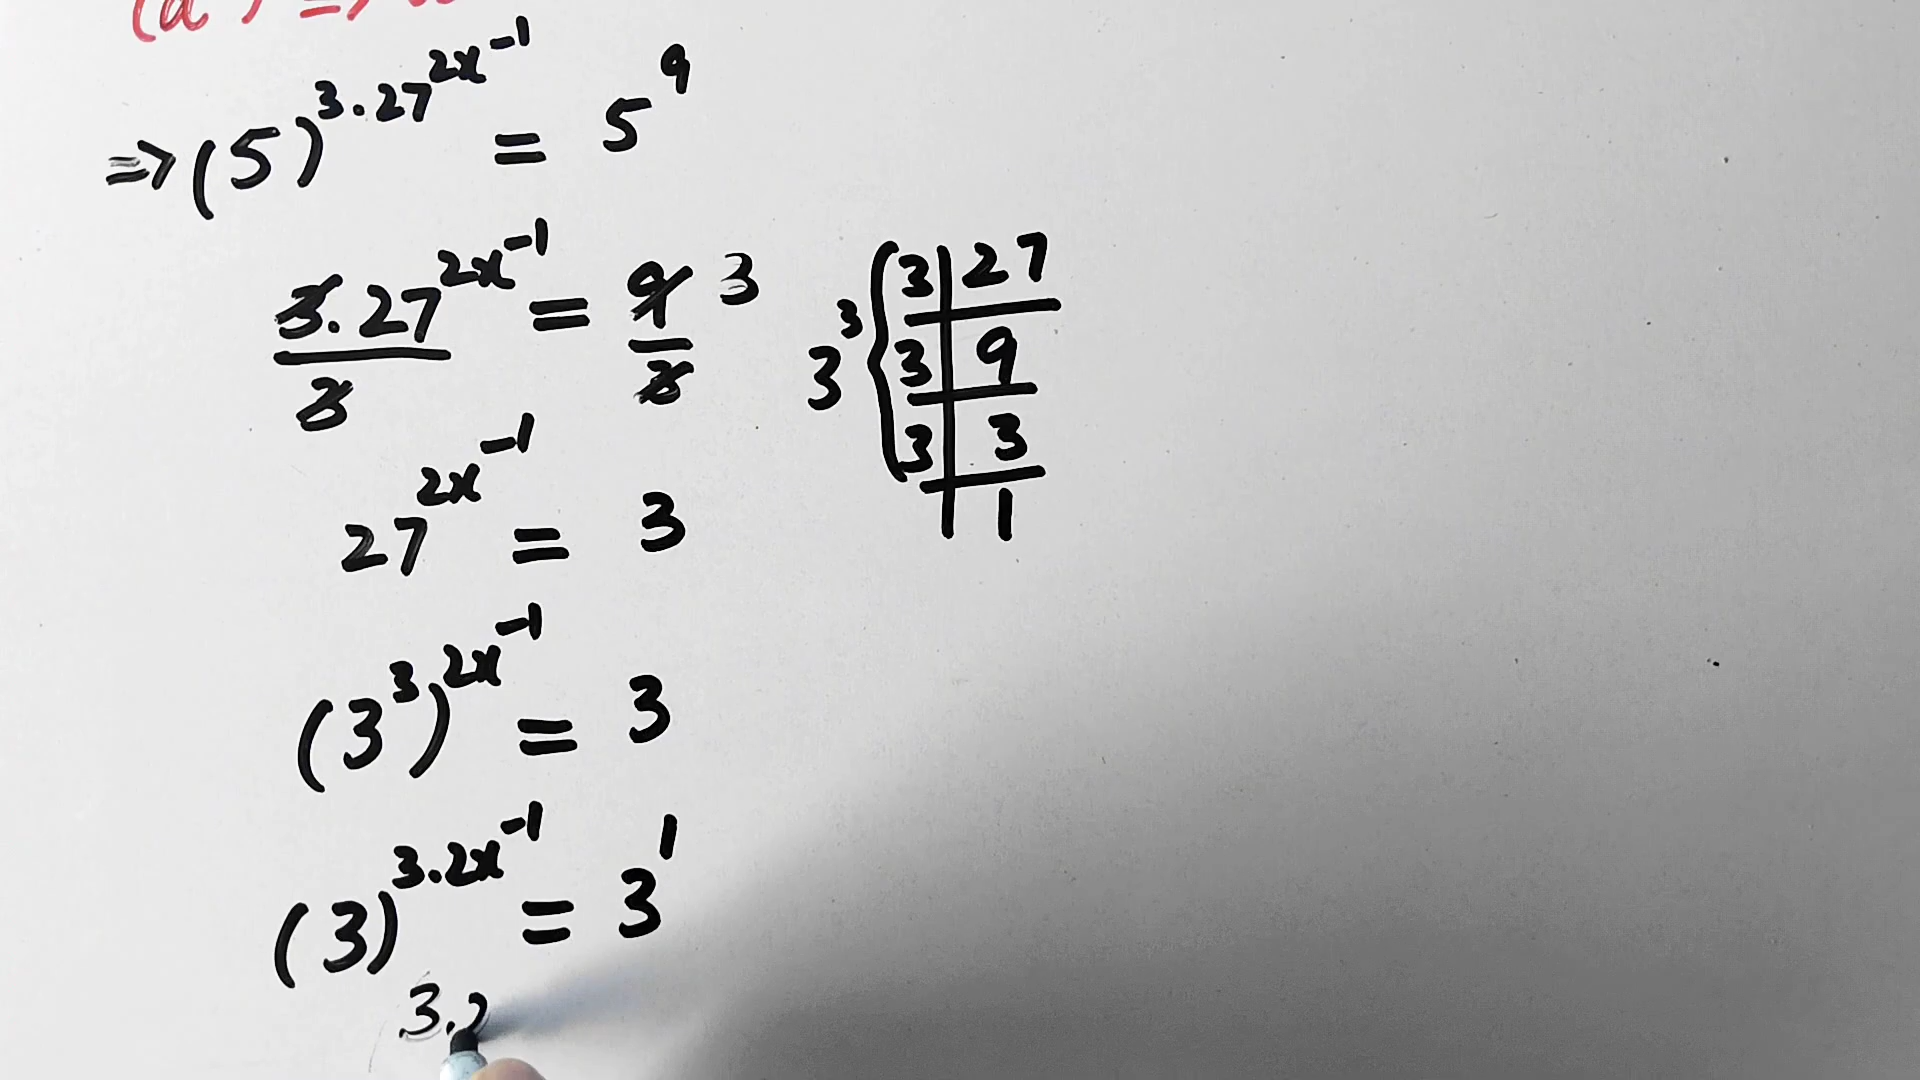 ⇒ (5)^{3.27^{2x^{-1}}} = 5^9
3.27^{2x^{-1}} / 3 = 9 / 3 3
3^3 { 3 | 27
3 | 9
3 | 3
1
27^{2x^{-1}} = 3
(3^3)^{2x^{-1}} = 3
(3)^{3.2x^{-1}} = 3^1
3.2